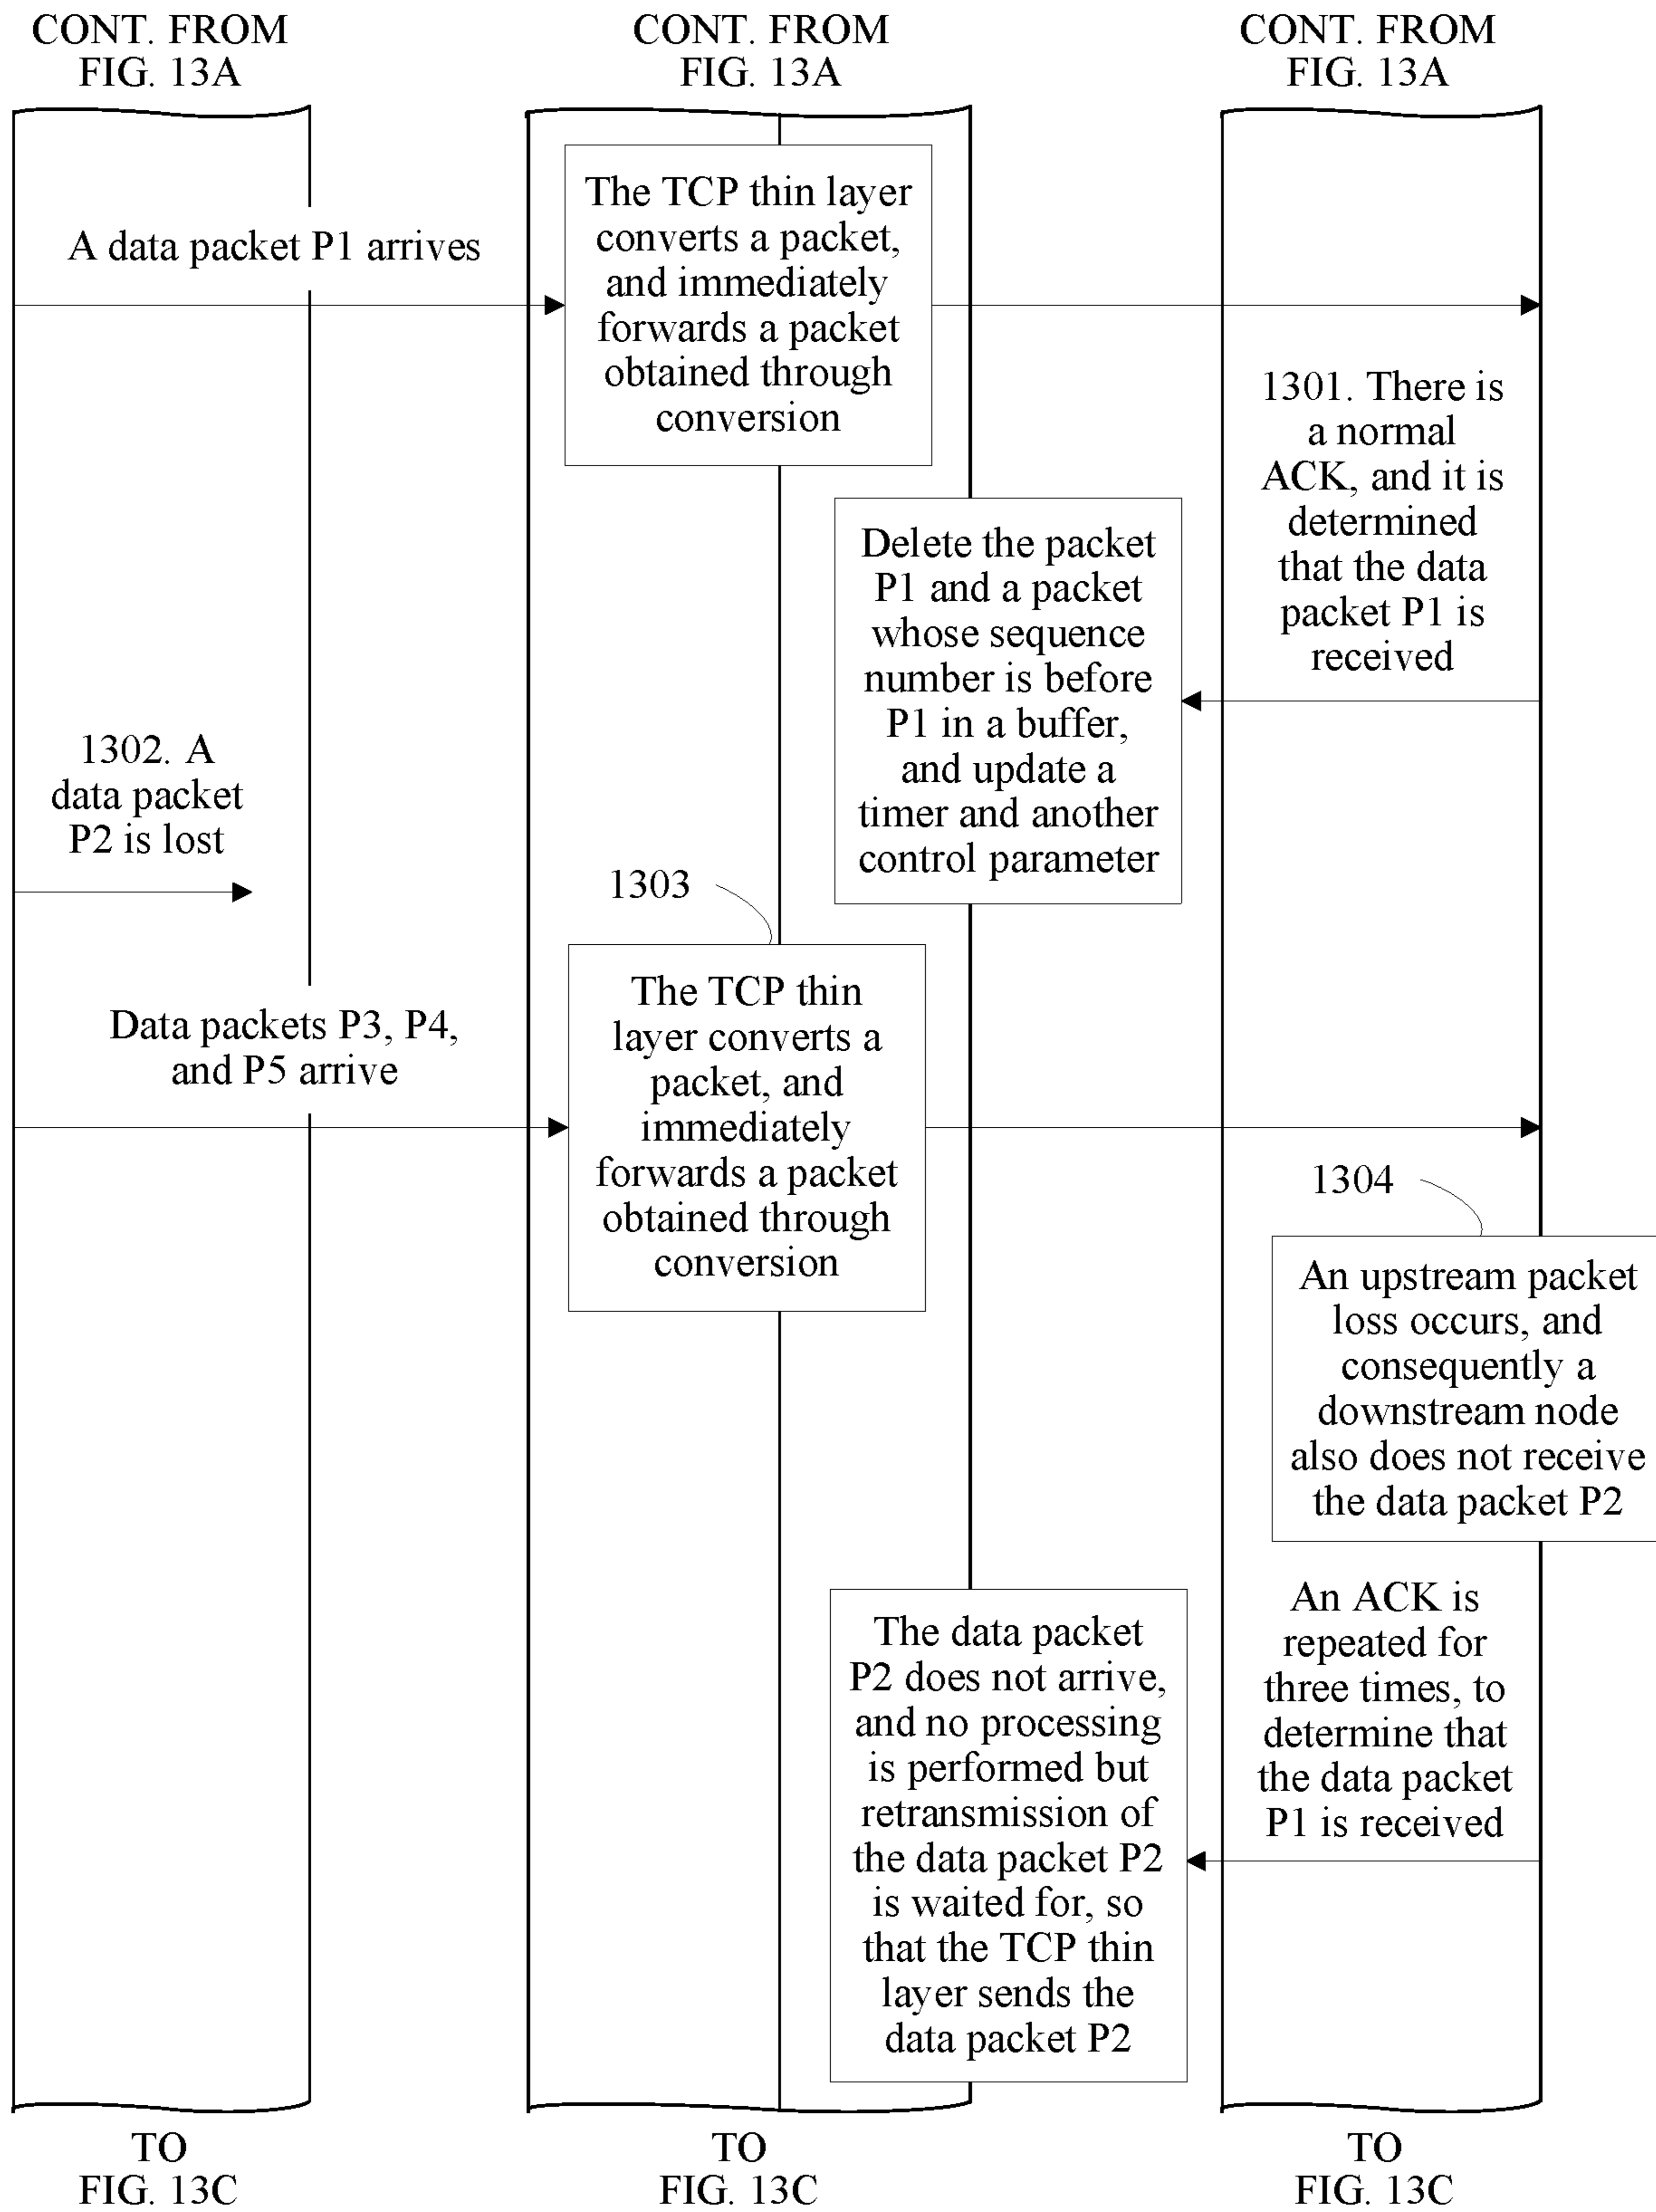 CONT. FROM
FIG. 13A
CONT. FROM
FIG. 13A
CONT. FROM
FIG. 13A
A data packet P1 arrives
The TCP thin layer
converts a packet,
and immediately
forwards a packet
obtained through
conversion
1301. There is
a normal
ACK, and it is
determined
that the data
packet P1 is
received
Delete the packet
P1 and a packet
whose sequence
number is before
P1 in a buffer,
and update a
timer and another
control parameter
1302. A
data packet
P2 is lost
1303
Data packets P3, P4,
and P5 arrive
The TCP thin
layer converts a
packet, and
immediately
forwards a packet
obtained through
conversion
1304
An upstream packet
loss occurs, and
consequently a
downstream node
also does not receive
the data packet P2
An ACK is
repeated for
three times, to
determine that
the data packet
P1 is received
The data packet
P2 does not arrive,
and no processing
is performed but
retransmission of
the data packet P2
is waited for, so
that the TCP thin
layer sends the
data packet P2
TO
FIG. 13C
TO
FIG. 13C
TO
FIG. 13C